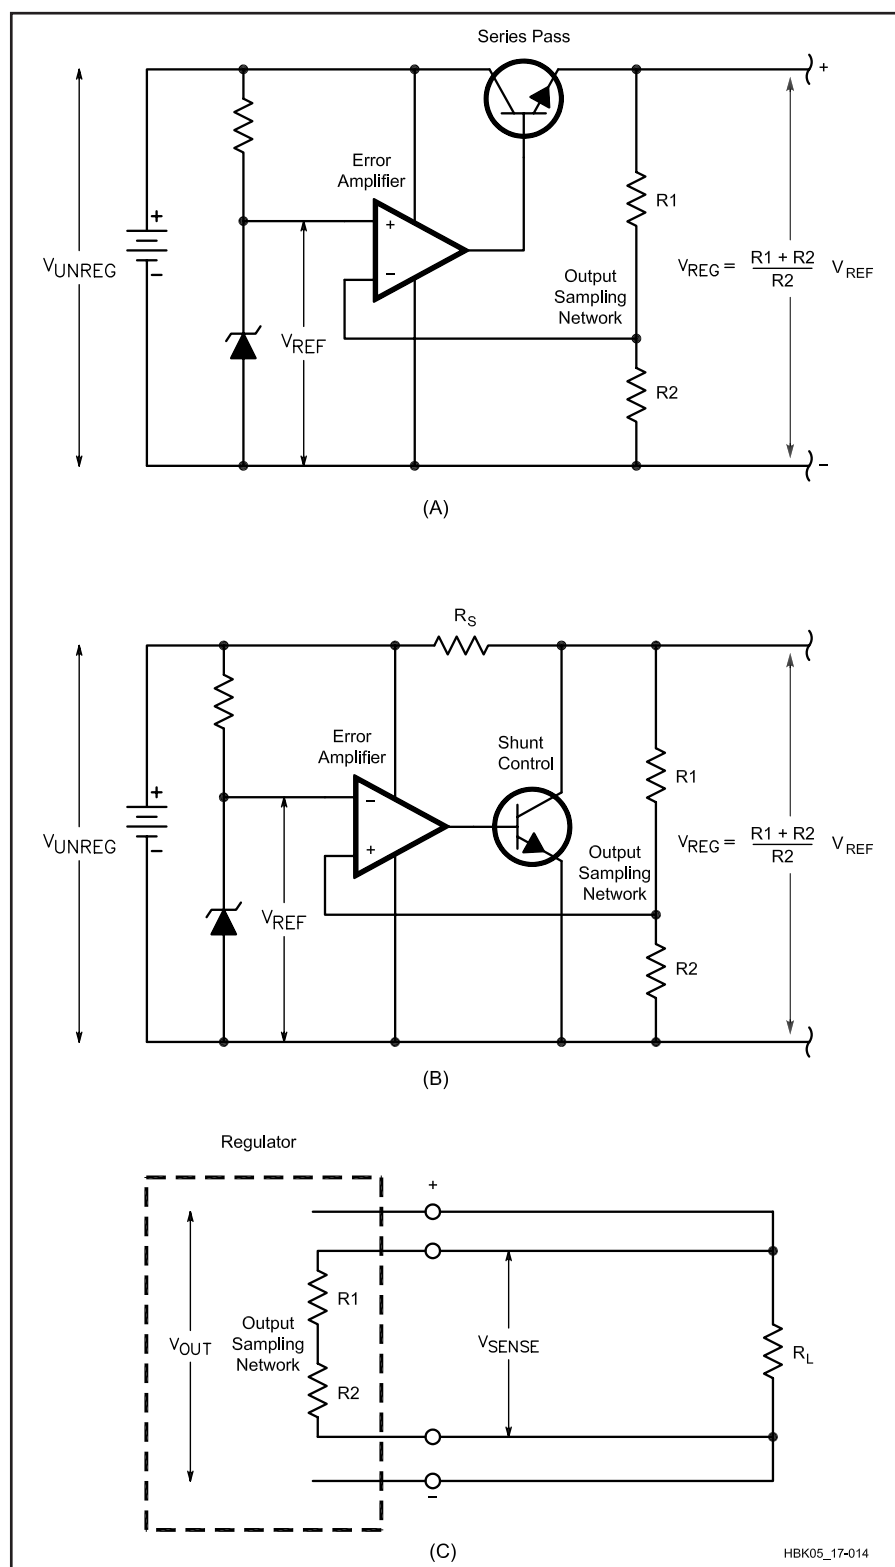 Series Pass
+
Error
Amplifier
+
R1
+
V_UNREG
−
−
Output
Sampling
Network
V_REG = (R1 + R2)/R2 V_REF
V_REF
R2
−
(A)
R_S
Error
Amplifier
Shunt
Control
R1
+
−
V_UNREG
−
+
Output
Sampling
Network
V_REG = (R1 + R2)/R2 V_REF
V_REF
R2
(B)
Regulator
+
R1
V_OUT
Output
Sampling
Network
V_SENSE
R_L
R2
−
(C)
HBK05_17-014